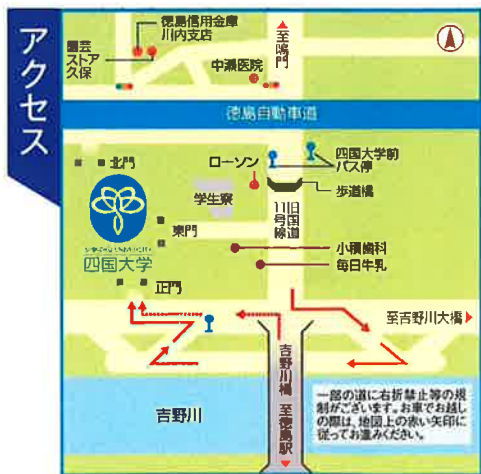 アクセス
徳島信用金庫
川内支店
園芸
ストア
久保
至鳴門
中瀬医院
徳島自動車道
北門
ローソン
四国大学前
バス停
歩道橋
学生寮
旧国道
11号線
東門
SHIKOKU UNIVERSITY
四国大学
小積歯科
毎日牛乳
正門
至吉野川大橋
吉野川橋
至徳島駅
吉野川
一部の道に右折禁止等の規
制がございます。お車でお越し
の際は、地図上の赤い矢印に
従ってお進みください。